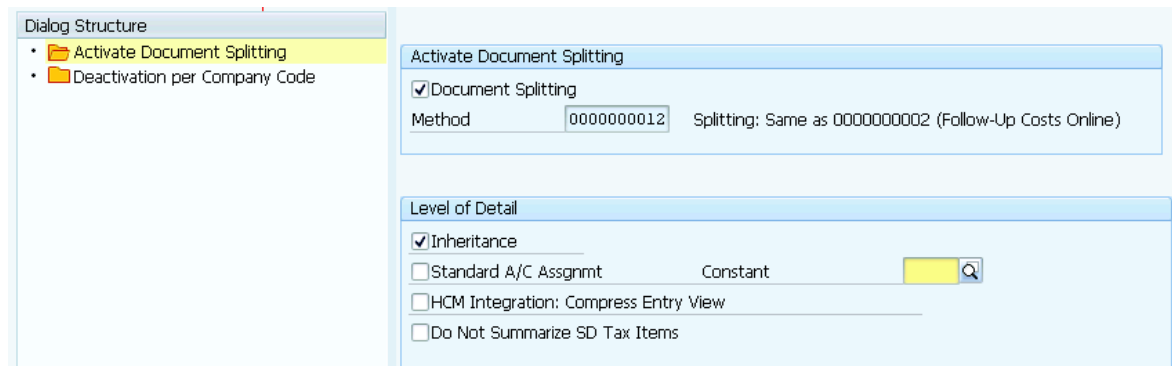 Dialog Structure
Activate Document Splitting
Deactivation per Company Code
Activate Document Splitting
Document Splitting
Method 0000000012 Splitting: Same as 0000000002 (Follow-Up Costs Online)
Level of Detail
Inheritance
Standard A/C Assgnmt Constant
HCM Integration: Compress Entry View
Do Not Summarize SD Tax Items